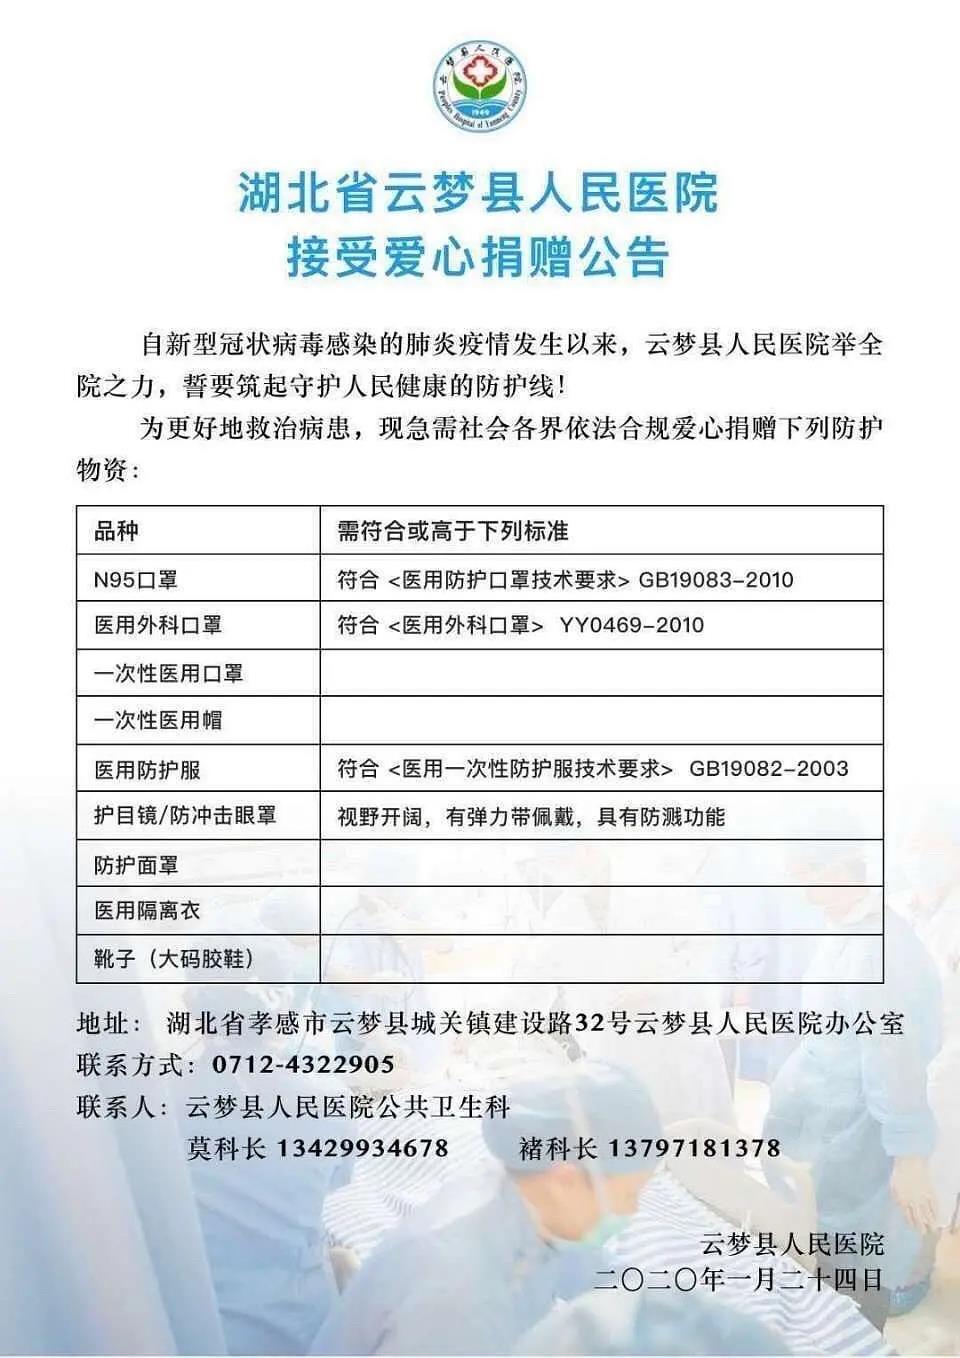 云梦县人民医院
Peoples Hospital of Yunmeng County
1949
湖北省云梦县人民医院
接受爱心捐赠公告
自新型冠状病毒感染的肺炎疫情发生以来，云梦县人民医院举全
院之力，誓要筑起守护人民健康的防护线！
为更好地救治病患，现急需社会各界依法合规爱心捐赠下列防护
物资：
品种 需符合或高于下列标准
N95口罩 符合 <医用防护口罩技术要求> GB19083-2010
医用外科口罩 符合 <医用外科口罩> YY0469-2010
一次性医用口罩
一次性医用帽
医用防护服 符合 <医用一次性防护服技术要求> GB19082-2003
护目镜/防冲击眼罩 视野开阔，有弹力带佩戴，具有防溅功能
防护面罩
医用隔离衣
靴子（大码胶鞋）
地址： 湖北省孝感市云梦县城关镇建设路32号云梦县人民医院办公室
联系方式：0712-4322905
联系人：云梦县人民医院公共卫生科
莫科长 13429934678 褚科长 13797181378
云梦县人民医院
二〇二〇年一月二十四日